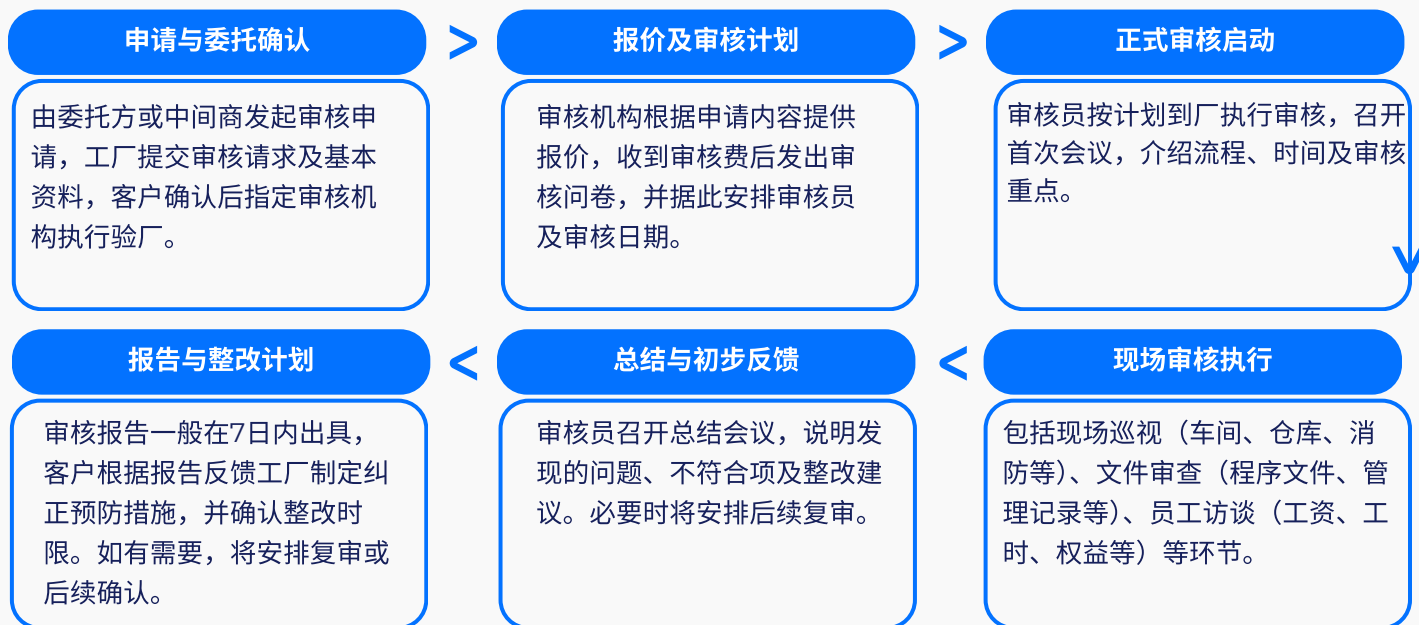 申请与委托确认
>
报价及审核计划
>
正式审核启动
由委托方或中间商发起审核申
请，工厂提交审核请求及基本
资料，客户确认后指定审核机
构执行验厂。
审核机构根据申请内容提供
报价，收到审核费后发出审
核问卷，并据此安排审核员
及审核日期。
审核员按计划到厂执行审核，召开
首次会议，介绍流程、时间及审核
重点。
现场审核执行
<
总结与初步反馈
<
报告与整改计划
包括现场巡视（车间、仓库、消
防等）、文件审查（程序文件、管
理记录等）、员工访谈（工资、工
时、权益等）等环节。
审核员召开总结会议，说明发
现的问题、不符合项及整改建
议。必要时将安排后续复审。
审核报告一般在7日内出具，
客户根据报告反馈工厂制定纠
正预防措施，并确认整改时
限。如有需要，将安排复审或
后续确认。